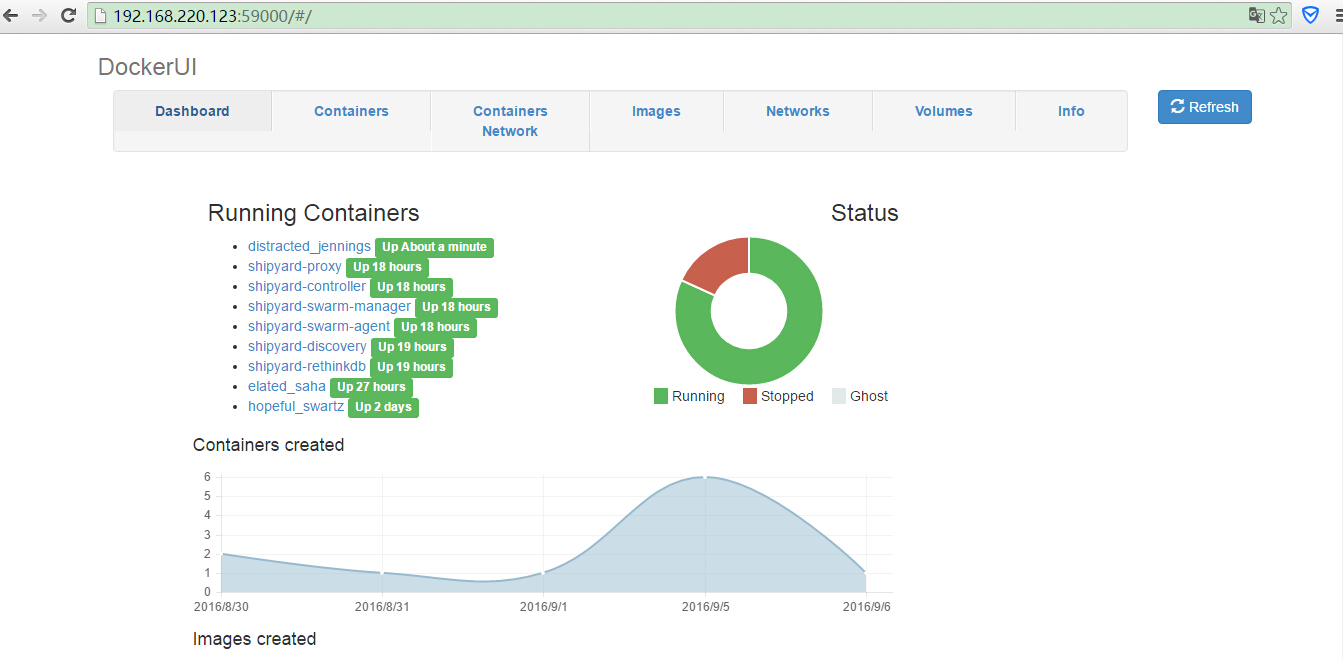 192.168.220.123:59000/#/
DockerUI
Dashboard
Containers
Containers
Network
Images
Networks
Volumes
Info
Refresh
Running Containers
distracted_jennings Up About a minute
shipyard-proxy Up 18 hours
shipyard-controller Up 18 hours
shipyard-swarm-manager Up 18 hours
shipyard-swarm-agent Up 18 hours
shipyard-discovery Up 19 hours
shipyard-rethinkdb Up 19 hours
elated_saha Up 27 hours
hopeful_swartz Up 2 days
Status
Running Stopped Ghost
Containers created
6
5
4
3
2
1
0
2016/8/30 2016/8/31 2016/9/1 2016/9/5 2016/9/6
Images created